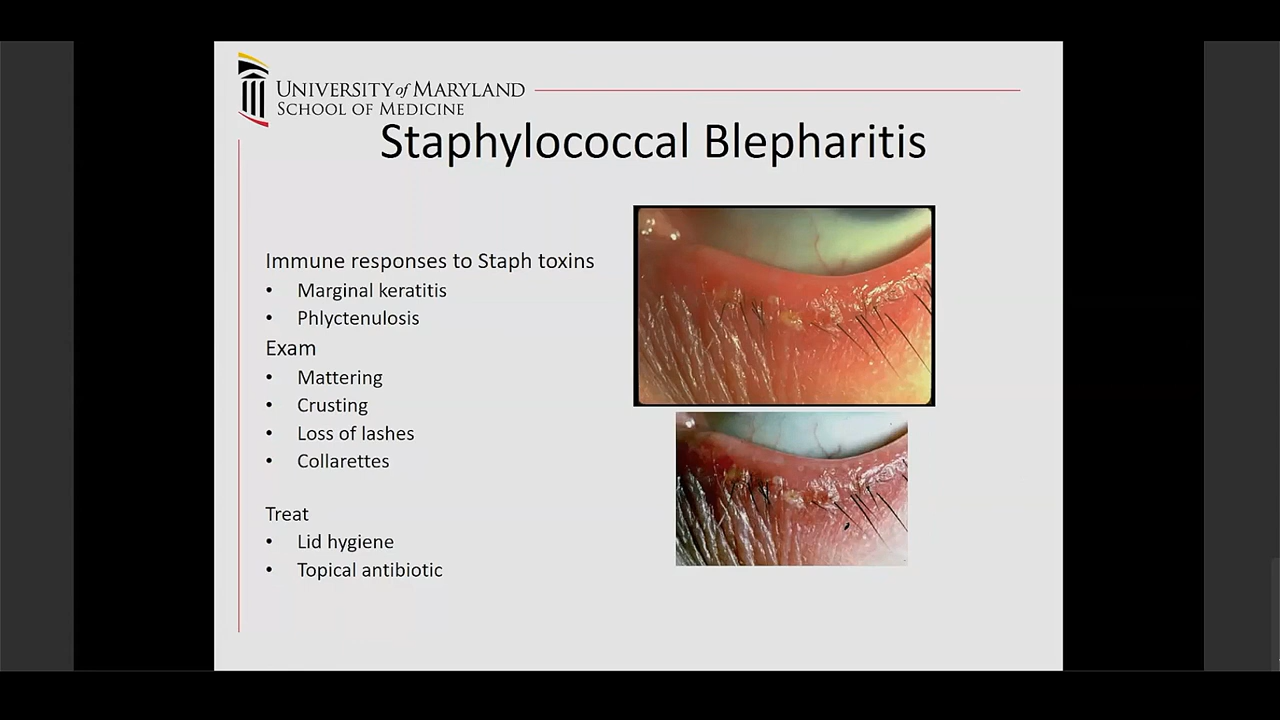 UNIVERSITY of MARYLAND
SCHOOL OF MEDICINE
Staphylococcal Blepharitis
Immune responses to Staph toxins
• Marginal keratitis
• Phlyctenulosis
Exam
• Mattering
• Crusting
• Loss of lashes
• Collarettes
Treat
• Lid hygiene
• Topical antibiotic